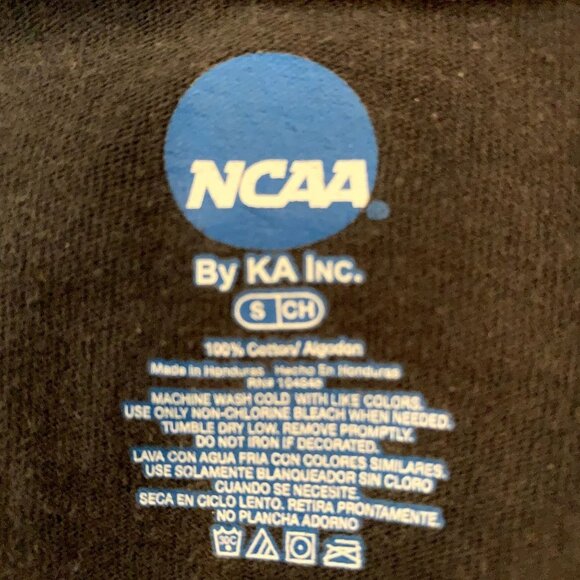 NCAA®
By KA INC.
S CH
100% Cotton/ Algodon
Made In Honduras - Hecho En Honduras
RN# 104646
MACHINE WASH COLD WITH LIKE COLORS.
USE ONLY NON-CHLORINE BLEACH WHEN NEEDED.
TUMBLE DRY LOW. REMOVE PROMPTLY.
DO NOT IRON IF DECORATED.
LAVA CON AGUA FRIA CON COLORES SIMILARES.
USE SOLAMENTE BLANQUEADOR SIN CLORO
CUANDO SE NECESITE.
SECA EN CICLO LENTO. RETIRA PRONTAMENTE.
NO PLANCHA ADORNO
30C